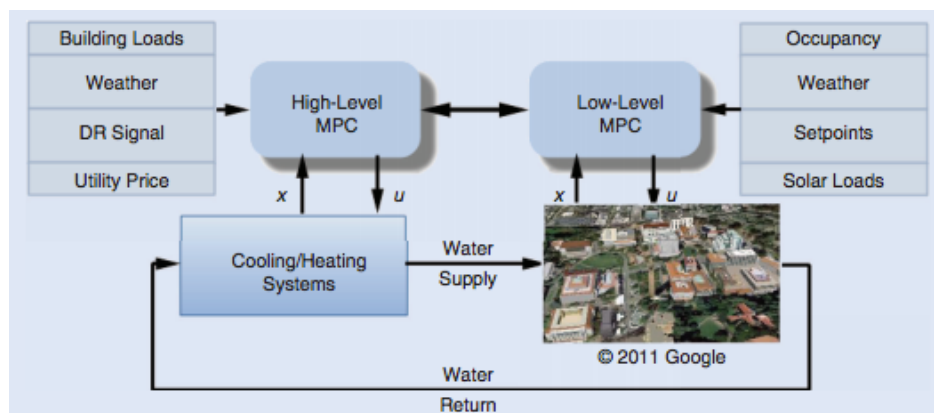 Building Loads
Weather
DR Signal
Utility Price
High-Level
MPC
Low-Level
MPC
Occupancy
Weather
Setpoints
Solar Loads
x
u
x
u
Cooling/Heating
Systems
Water
Supply
© 2011 Google
Water
Return